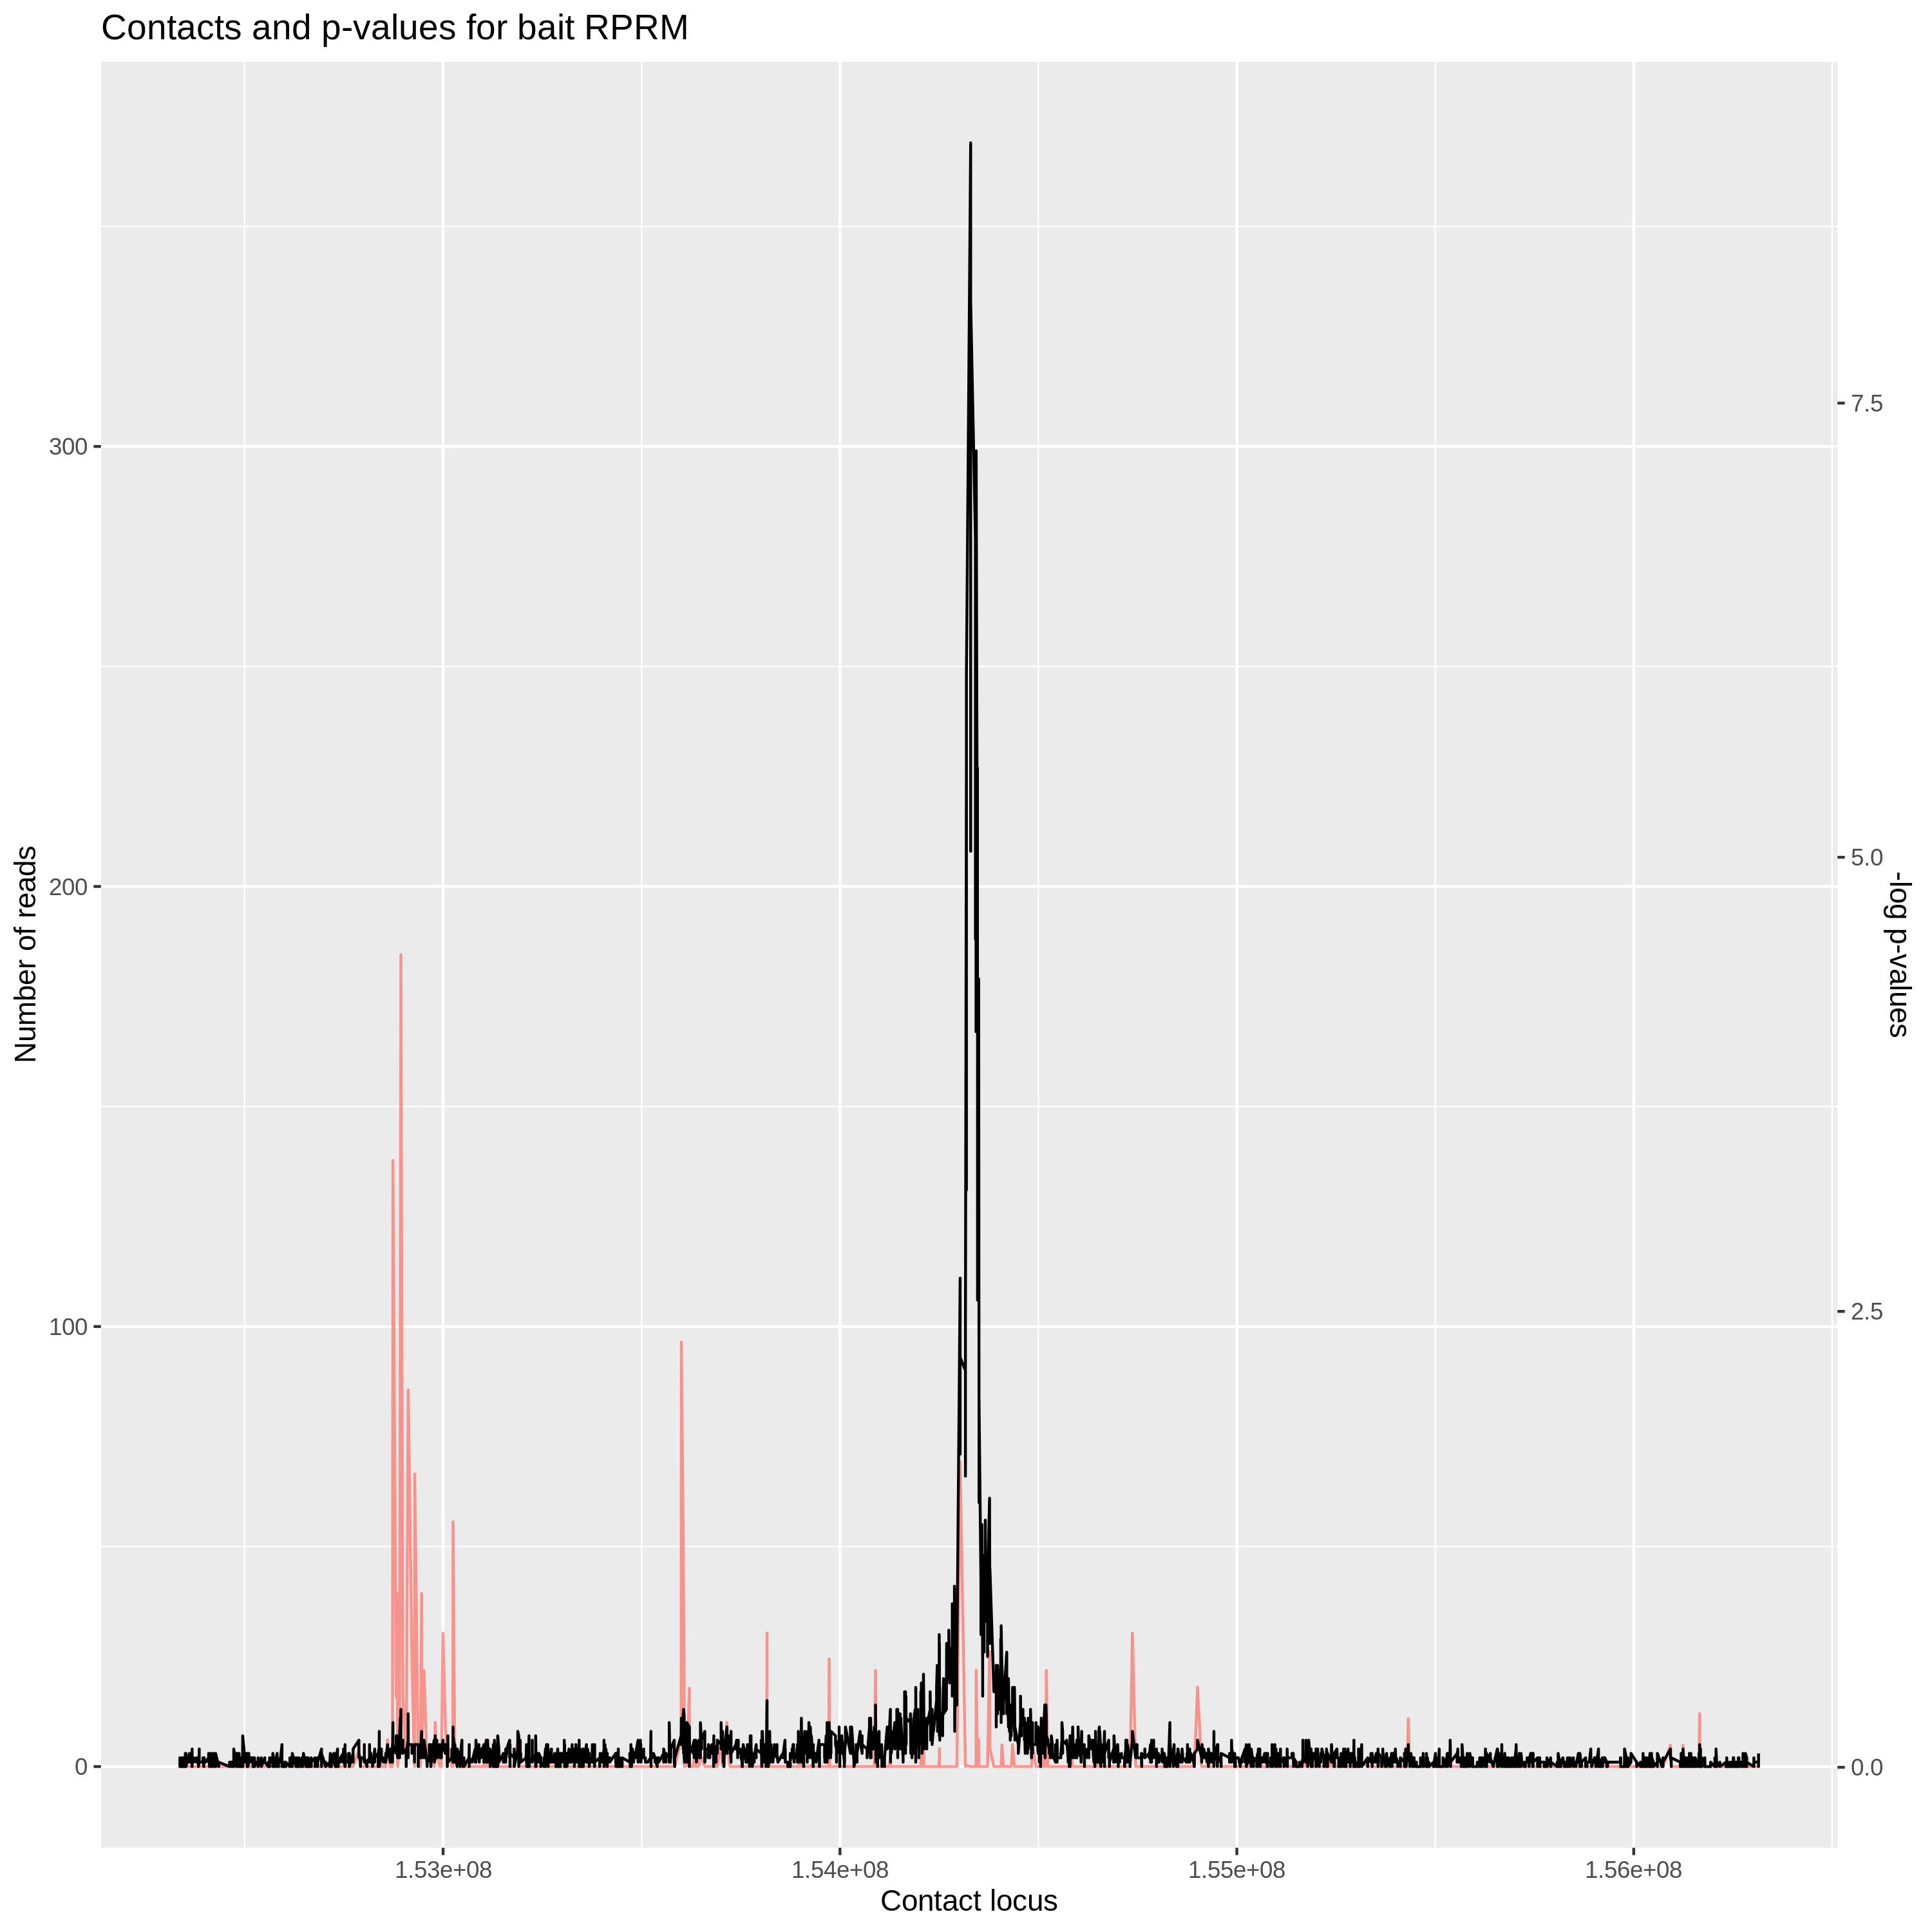 Contacts and p-values for bait RPRM
300
200
100
0
7.5
5.0
2.5
0.0
Number of reads
-log p-values
1.53e+08
1.54e+08
1.55e+08
1.56e+08
Contact locus